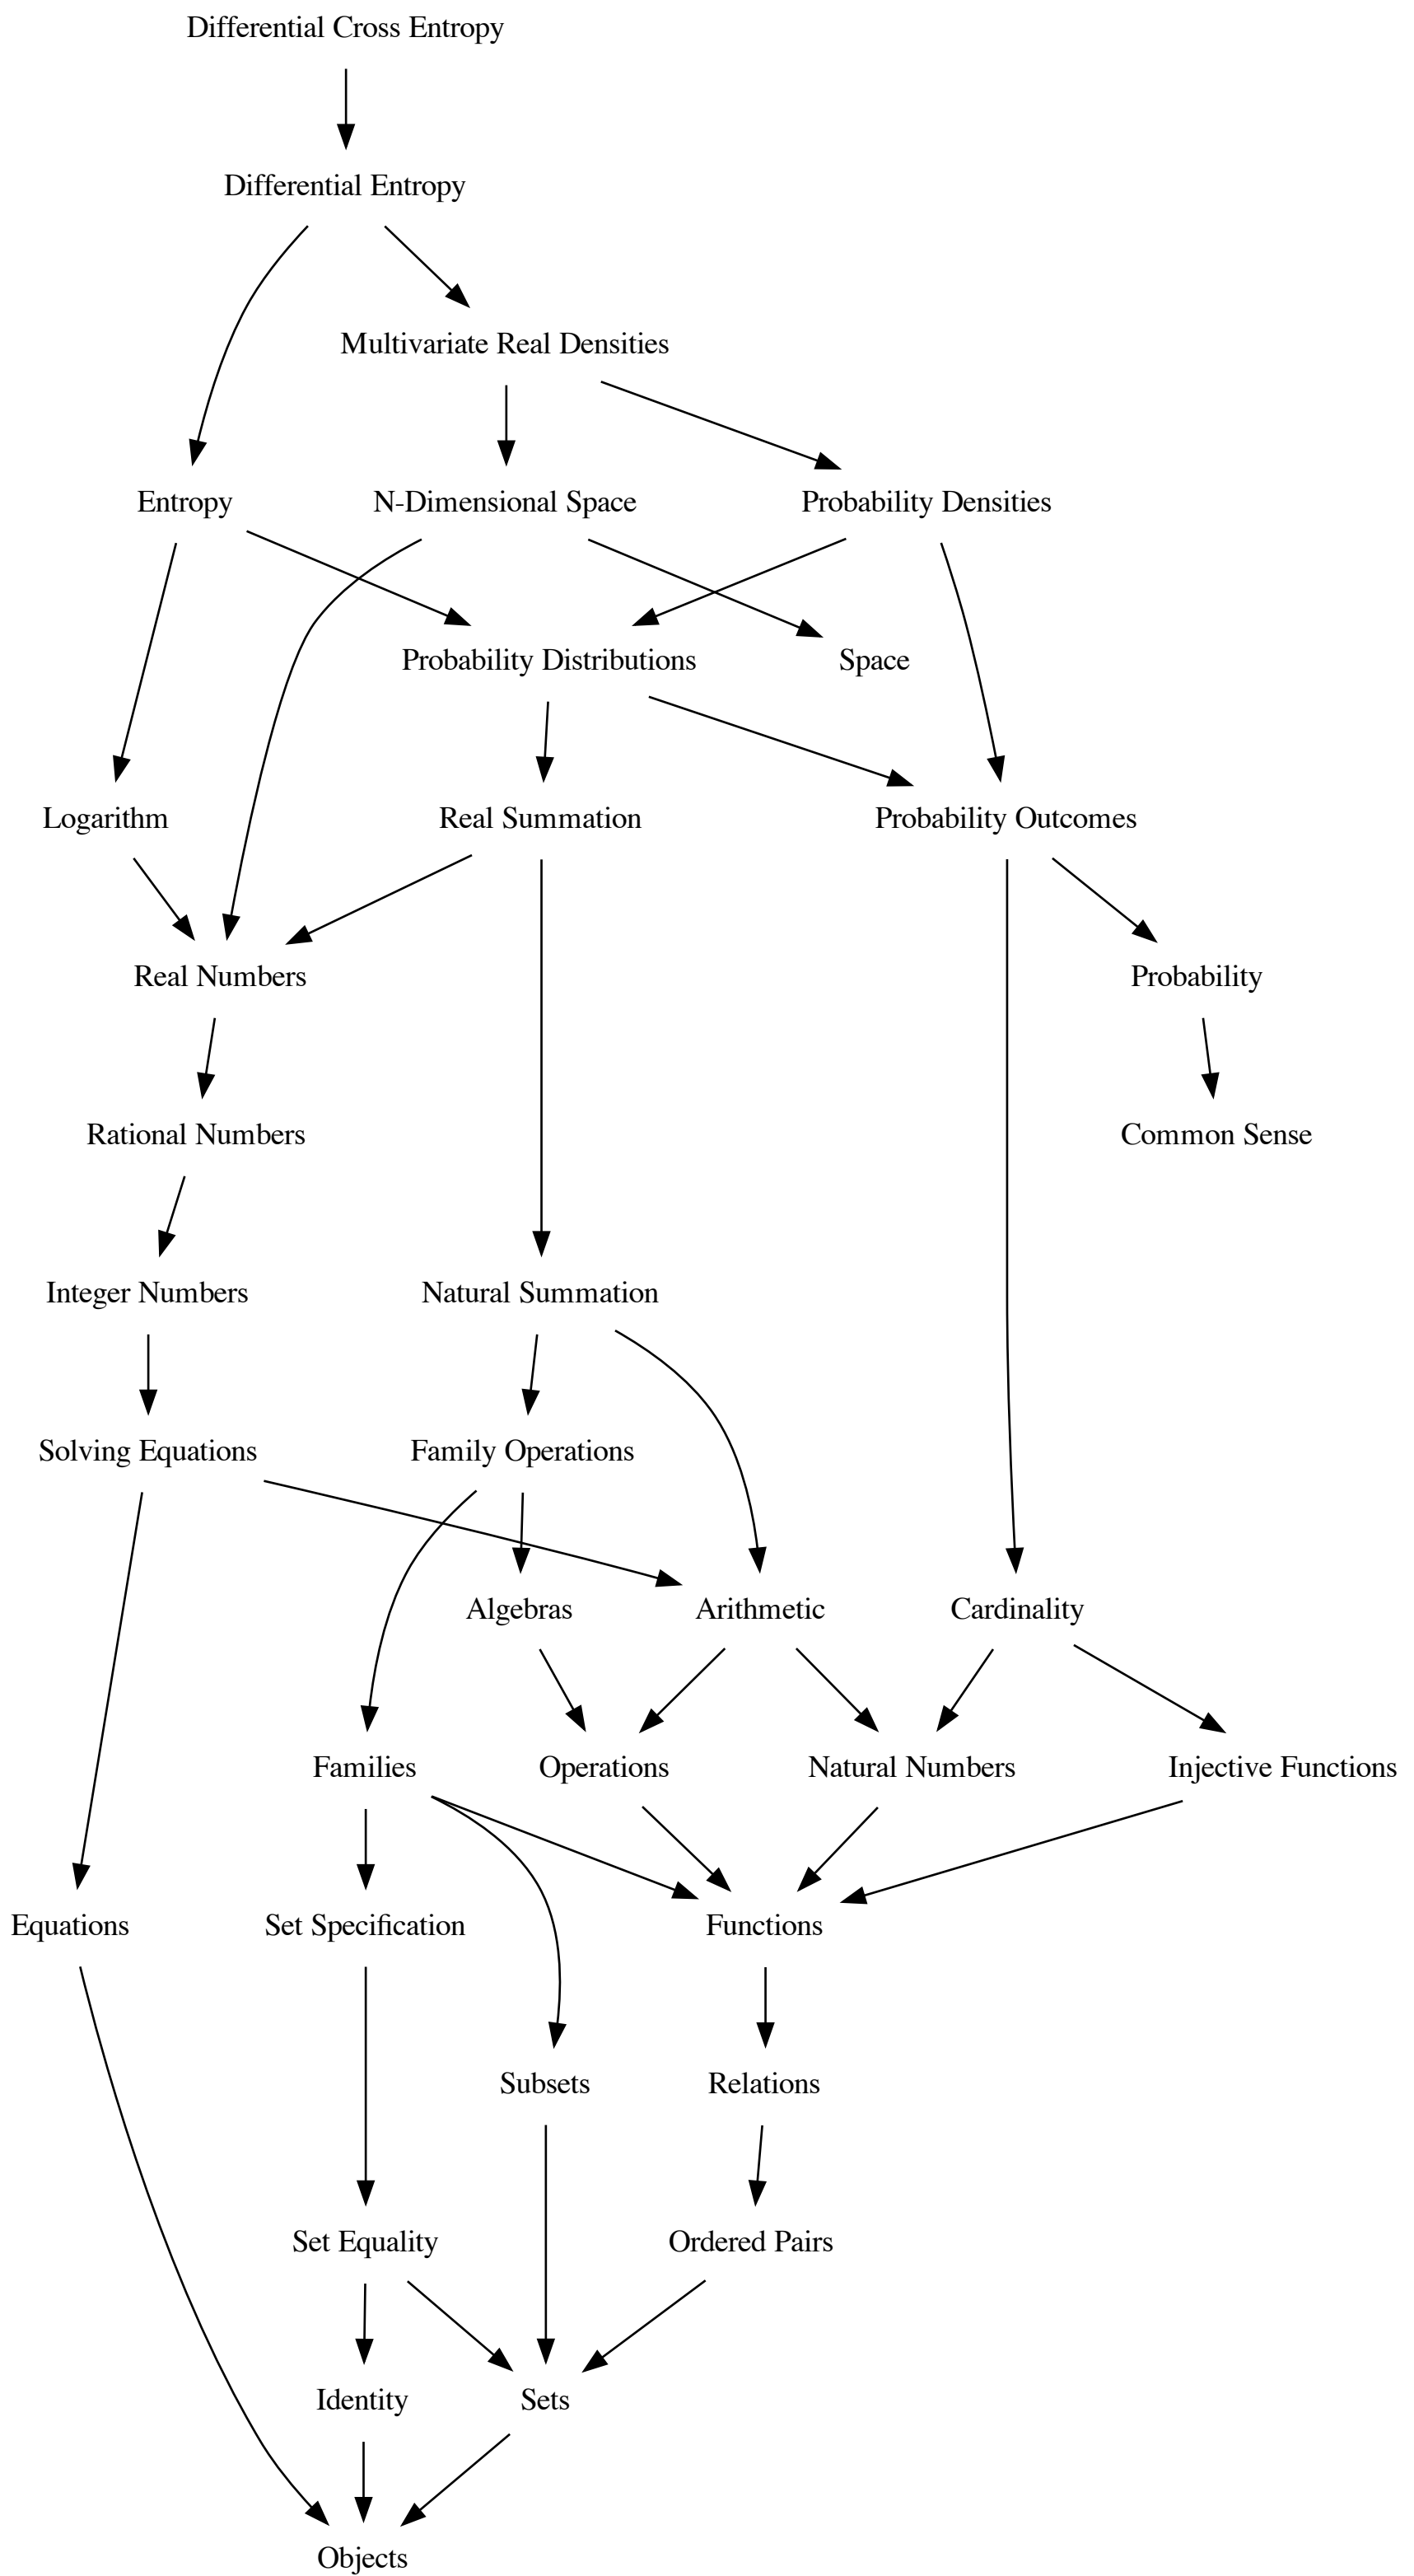 Differential Cross Entropy
Differential Entropy
Multivariate Real Densities
Entropy
N-Dimensional Space
Probability Densities
Probability Distributions
Space
Logarithm
Real Summation
Probability Outcomes
Real Numbers
Probability
Rational Numbers
Common Sense
Integer Numbers
Natural Summation
Solving Equations
Family Operations
Algebras
Arithmetic
Cardinality
Families
Operations
Natural Numbers
Injective Functions
Equations
Set Specification
Functions
Subsets
Relations
Set Equality
Ordered Pairs
Identity
Sets
Objects